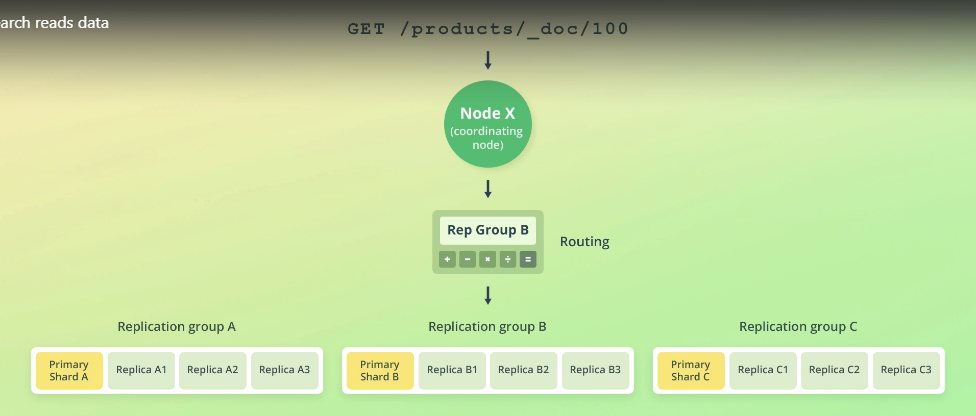 arch reads data
GET /products/_doc/100
Node X
(coordinating
node)
Rep Group B
+ − × ÷ =
Routing
Replication group A
Primary
Shard A
Replica A1
Replica A2
Replica A3
Replication group B
Primary
Shard B
Replica B1
Replica B2
Replica B3
Replication group C
Primary
Shard C
Replica C1
Replica C2
Replica C3